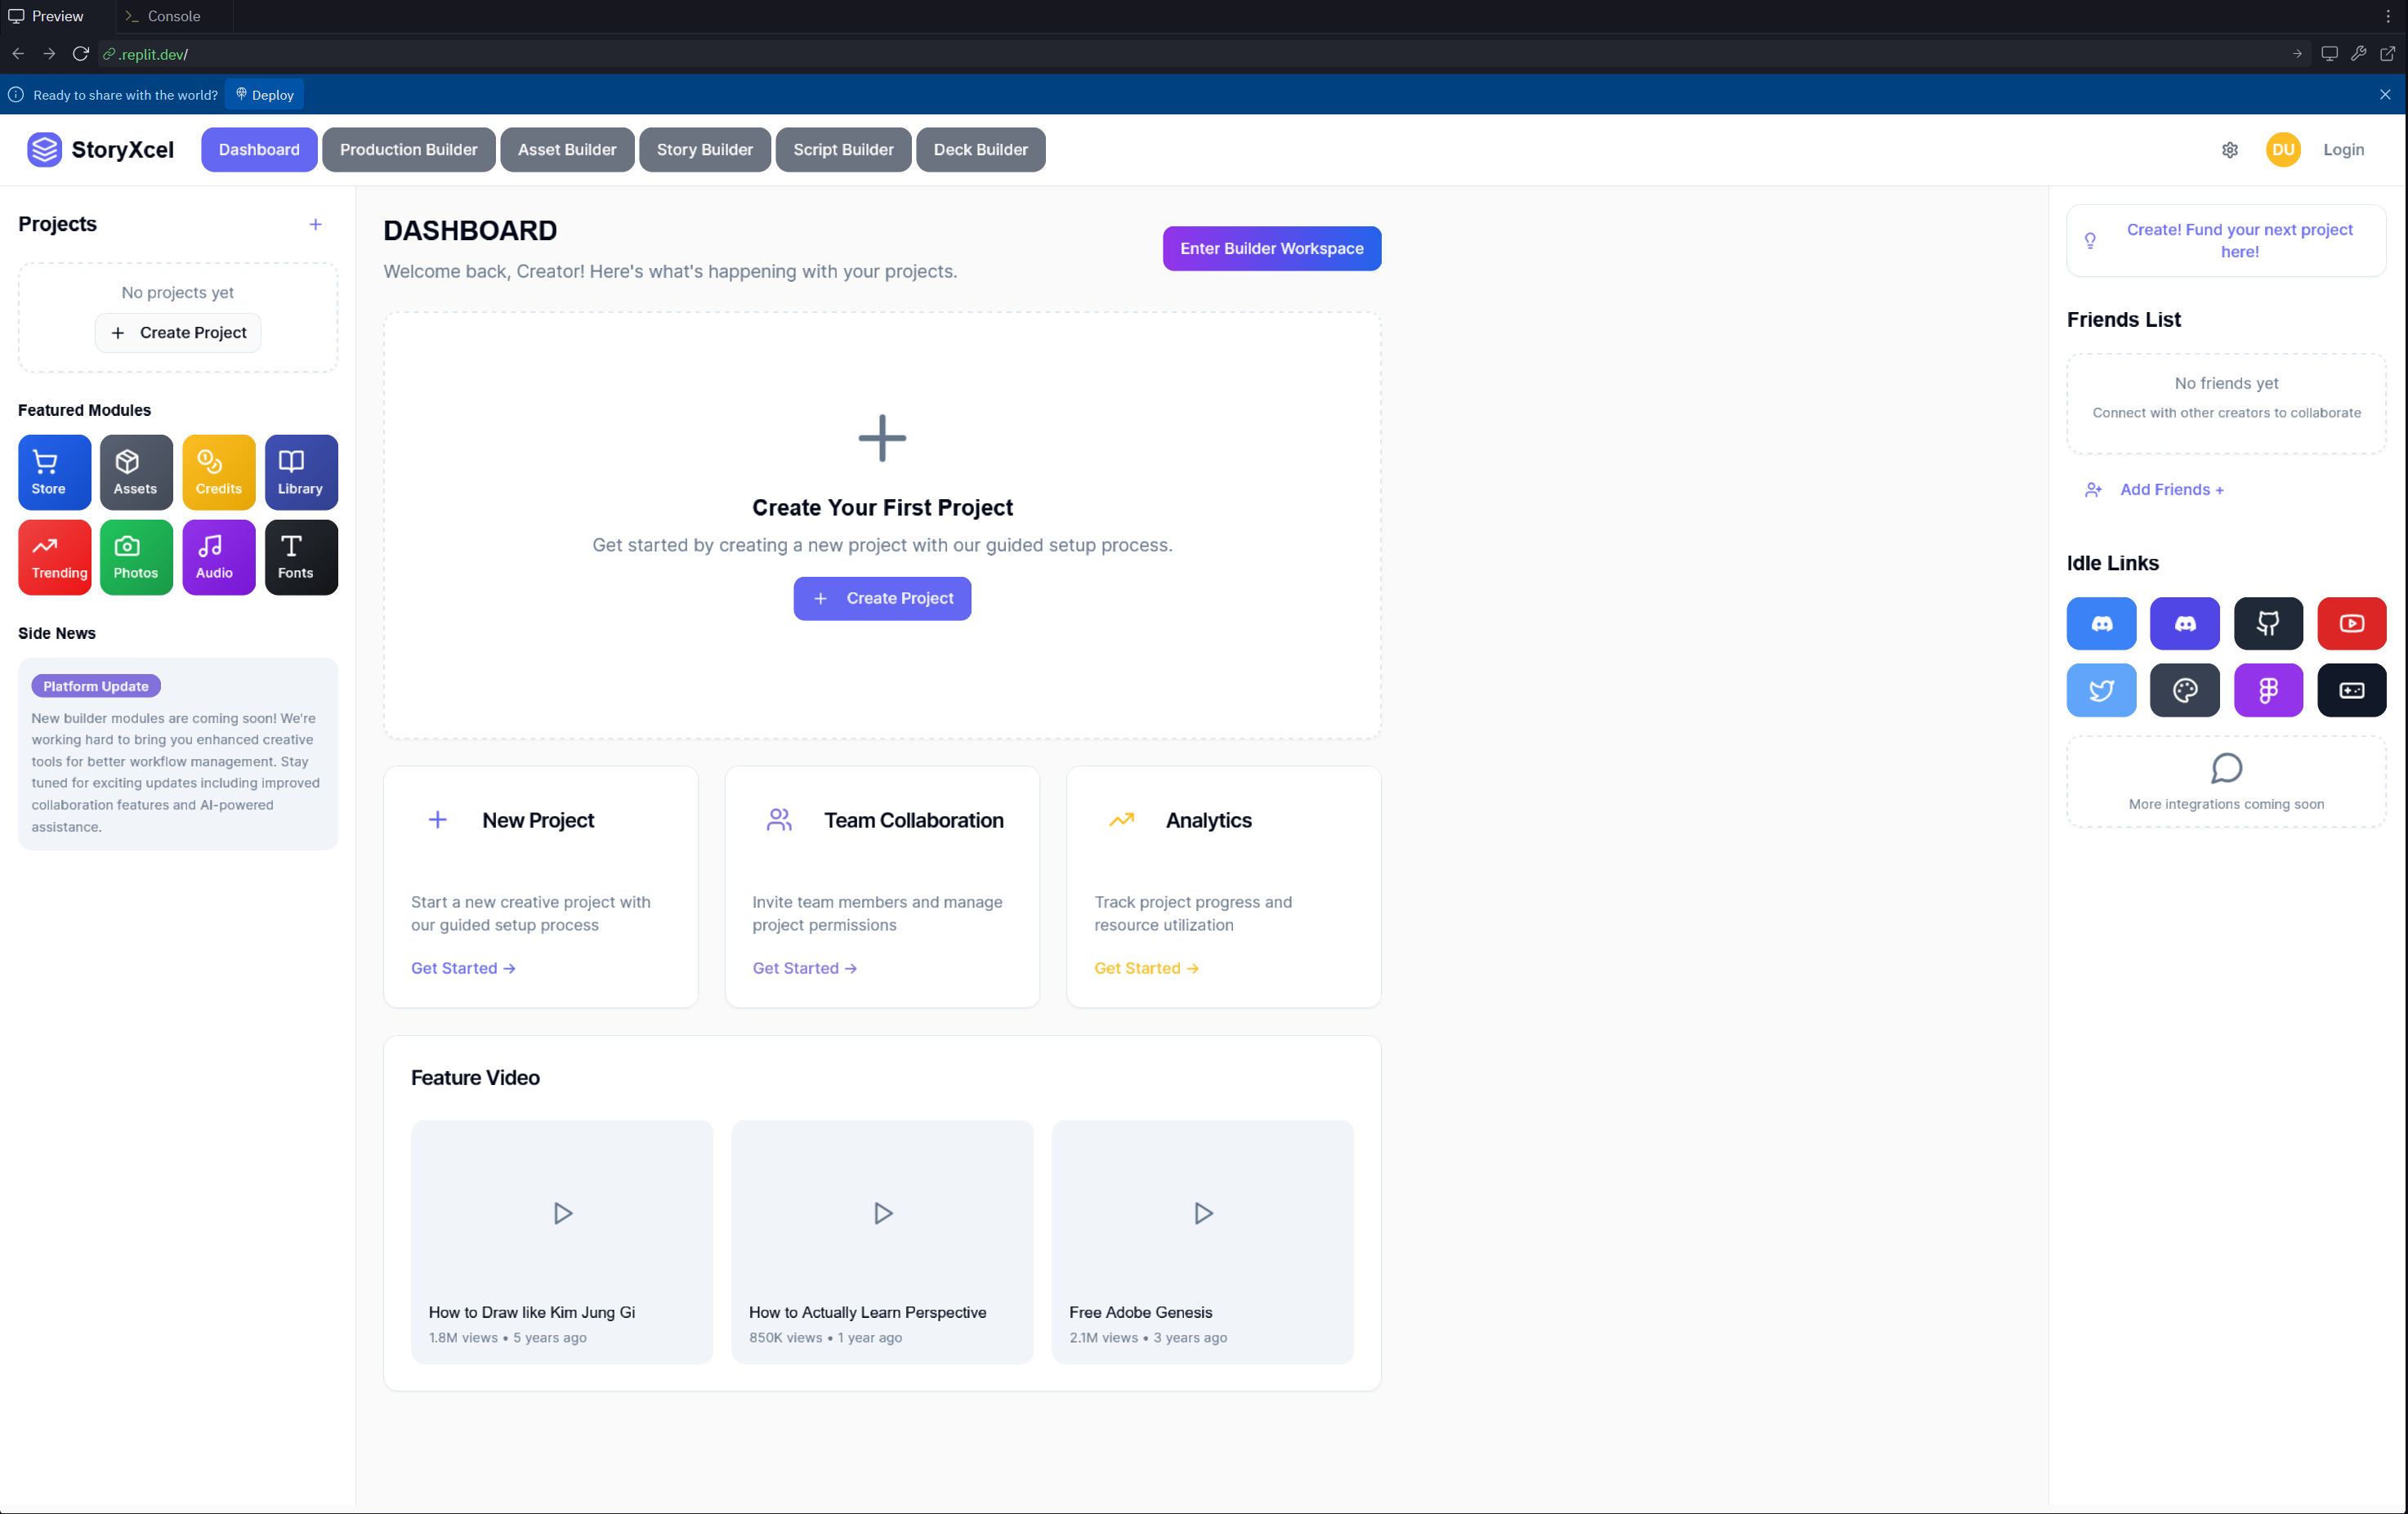 Preview
Console
.replit.dev/
Ready to share with the world?
Deploy
StoryXcel
Dashboard
Production Builder
Asset Builder
Story Builder
Script Builder
Deck Builder
DU
Login
Projects
No projects yet
Create Project
Featured Modules
Store
Assets
Credits
Library
Trending
Photos
Audio
Fonts
Side News
Platform Update
New builder modules are coming soon! We're
working hard to bring you enhanced creative
tools for better workflow management. Stay
tuned for exciting updates including improved
collaboration features and AI-powered
assistance.
DASHBOARD
Welcome back, Creator! Here's what's happening with your projects.
Enter Builder Workspace
Create Your First Project
Get started by creating a new project with our guided setup process.
Create Project
New Project
Start a new creative project with
our guided setup process
Get Started →
Team Collaboration
Invite team members and manage
project permissions
Get Started →
Analytics
Track project progress and
resource utilization
Get Started →
Feature Video
How to Draw like Kim Jung Gi
1.8M views • 5 years ago
How to Actually Learn Perspective
850K views • 1 year ago
Free Adobe Genesis
2.1M views • 3 years ago
Create! Fund your next project
here!
Friends List
No friends yet
Connect with other creators to collaborate
Add Friends +
Idle Links
More integrations coming soon